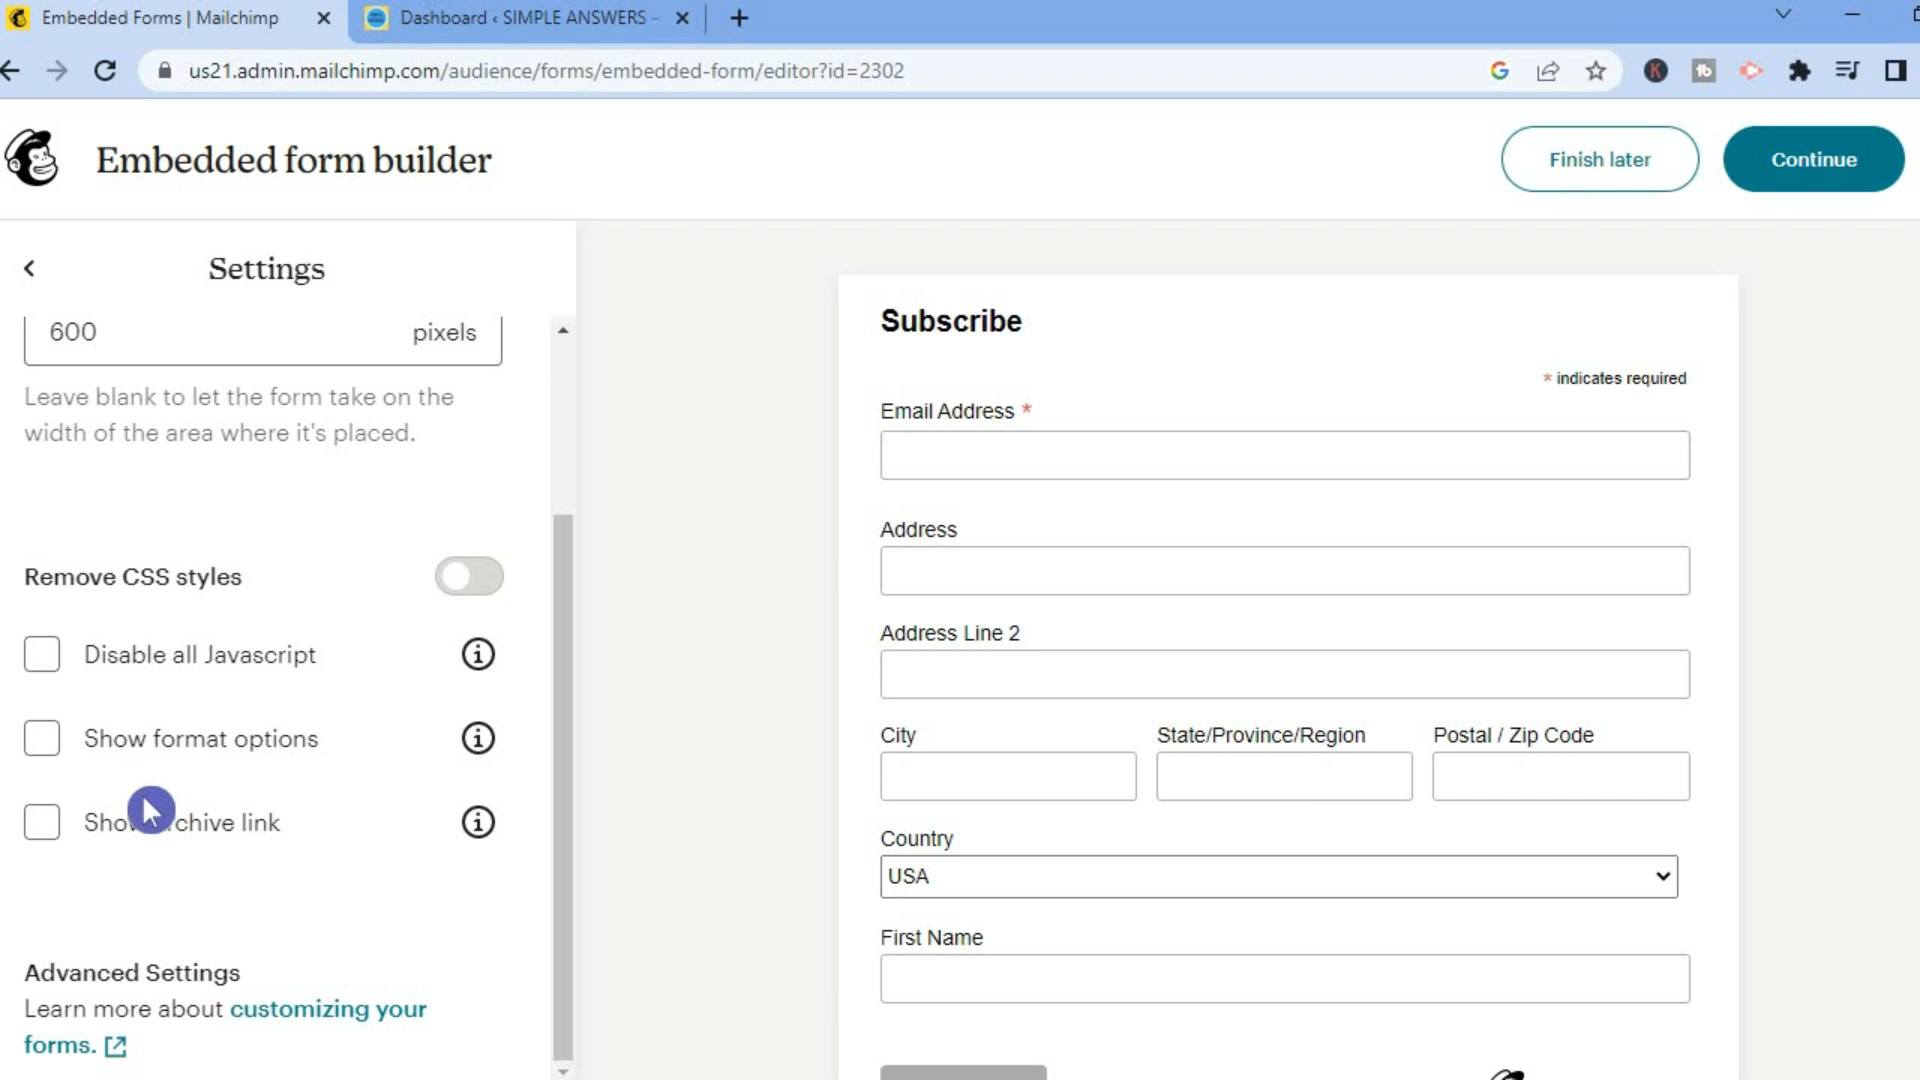 Embedded Forms | Mailchimp
Dashboard ‹ SIMPLE ANSWERS –
us21.admin.mailchimp.com/audience/forms/embedded-form/editor?id=2302
Embedded form builder
Finish later
Continue
Settings
600 pixels
Leave blank to let the form take on the
width of the area where it's placed.
Remove CSS styles
Disable all Javascript
Show format options
Show archive link
Advanced Settings
Learn more about customizing your
forms.
Subscribe
* indicates required
Email Address *
Address
Address Line 2
City
State/Province/Region
Postal / Zip Code
Country
USA
First Name